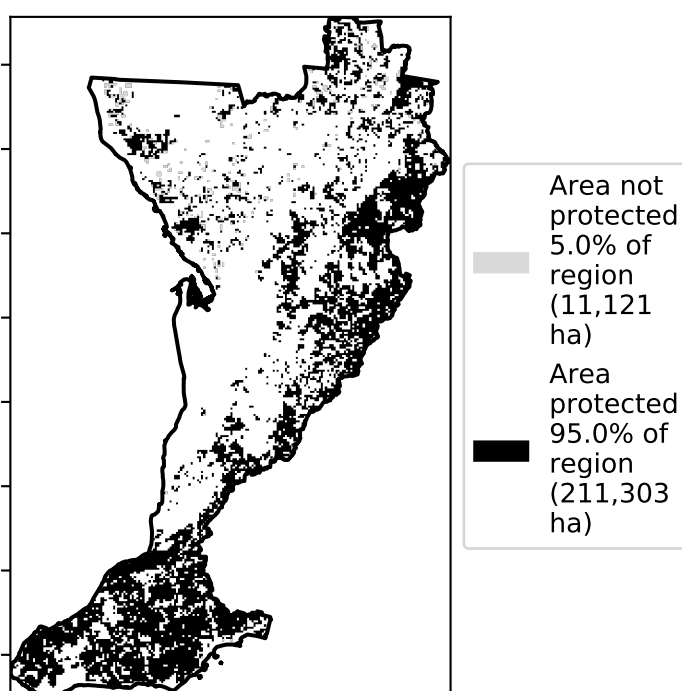 Area not
protected
5.0% of
region
(11,121
ha)
Area
protected
95.0% of
region
(211,303
ha)